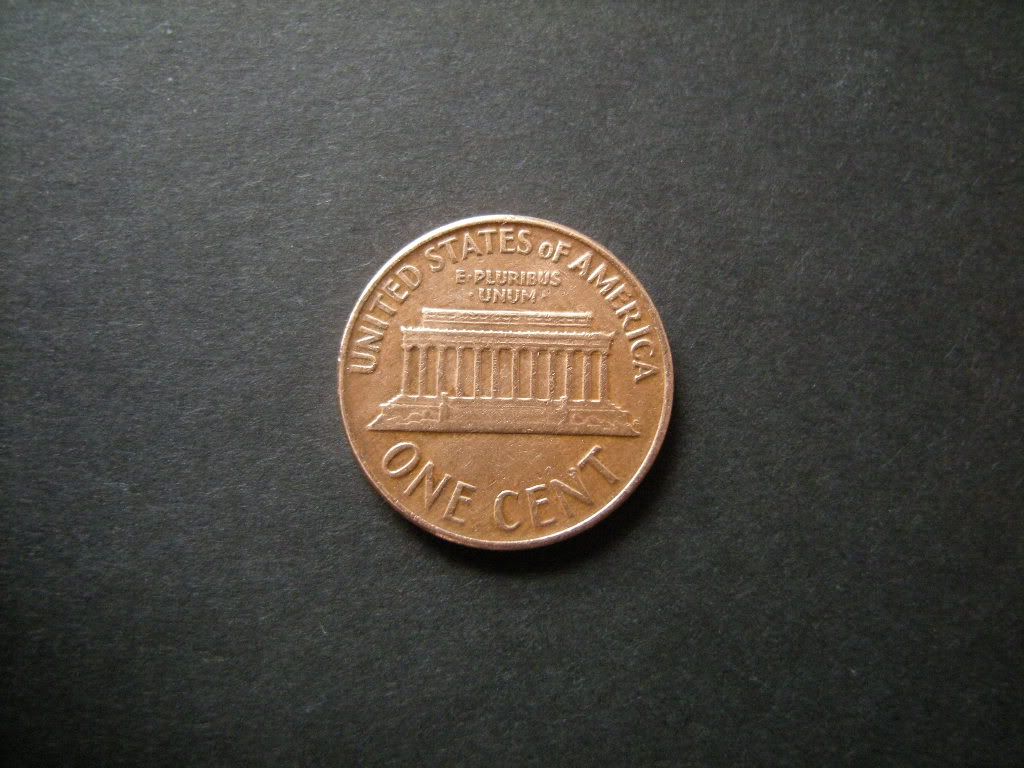 UNITED STATES OF AMERICA
E·PLURIBUS
·UNUM·
ONE CENT